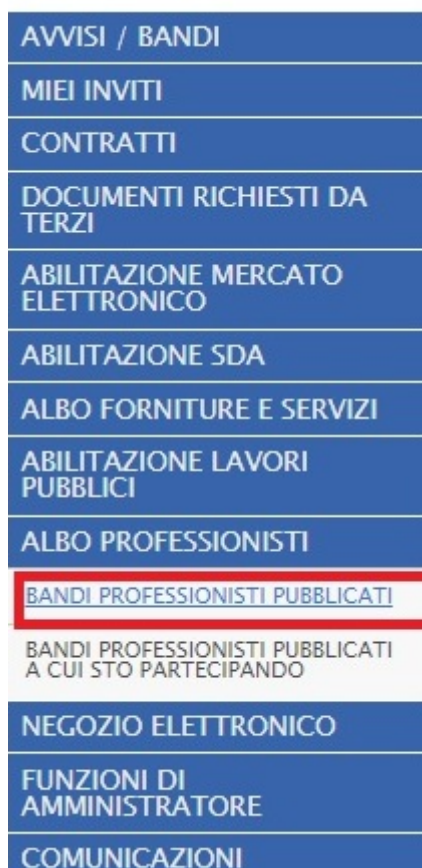 AVVISI / BANDI
MIEI INVITI
CONTRATTI
DOCUMENTI RICHIESTI DA
TERZI
ABILITAZIONE MERCATO
ELETTRONICO
ABILITAZIONE SDA
ALBO FORNITURE E SERVIZI
ABILITAZIONE LAVORI
PUBBLICI
ALBO PROFESSIONISTI
BANDI PROFESSIONISTI PUBBLICATI
BANDI PROFESSIONISTI PUBBLICATI
A CUI STO PARTECIPANDO
NEGOZIO ELETTRONICO
FUNZIONI DI
AMMINISTRATORE
COMUNICAZIONI